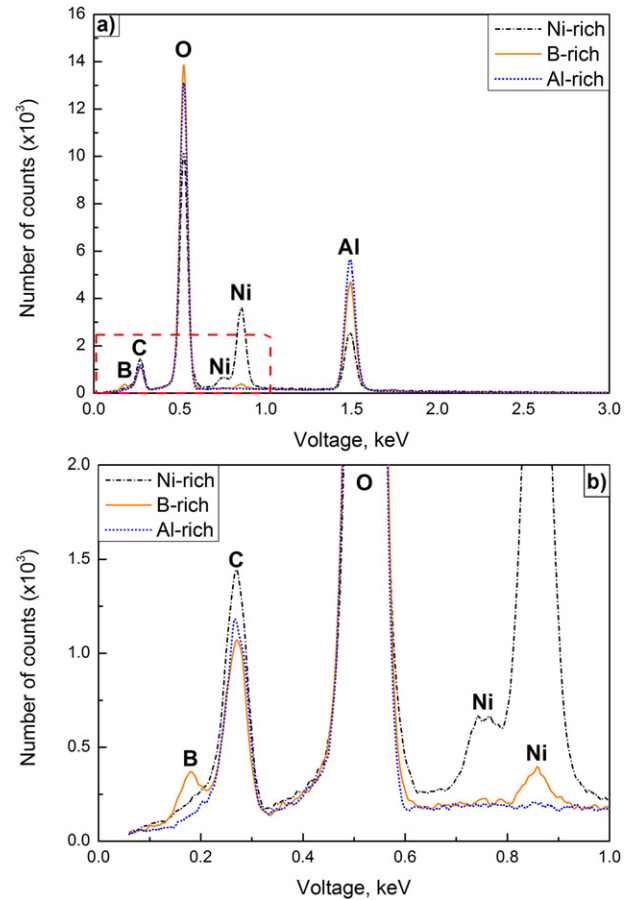 a)
Ni-rich
B-rich
Al-rich
O
Al
Ni
Ni
C
B
16
14
12
10
8
6
4
2
0
Number of counts (x10³)
0.0 0.5 1.0 1.5 2.0 2.5 3.0
Voltage, keV
b)
Ni-rich
B-rich
Al-rich
O
C
Ni
Ni
B
2.0
1.5
1.0
0.5
0.0
Number of counts (x10³)
0.0 0.2 0.4 0.6 0.8 1.0
Voltage, keV